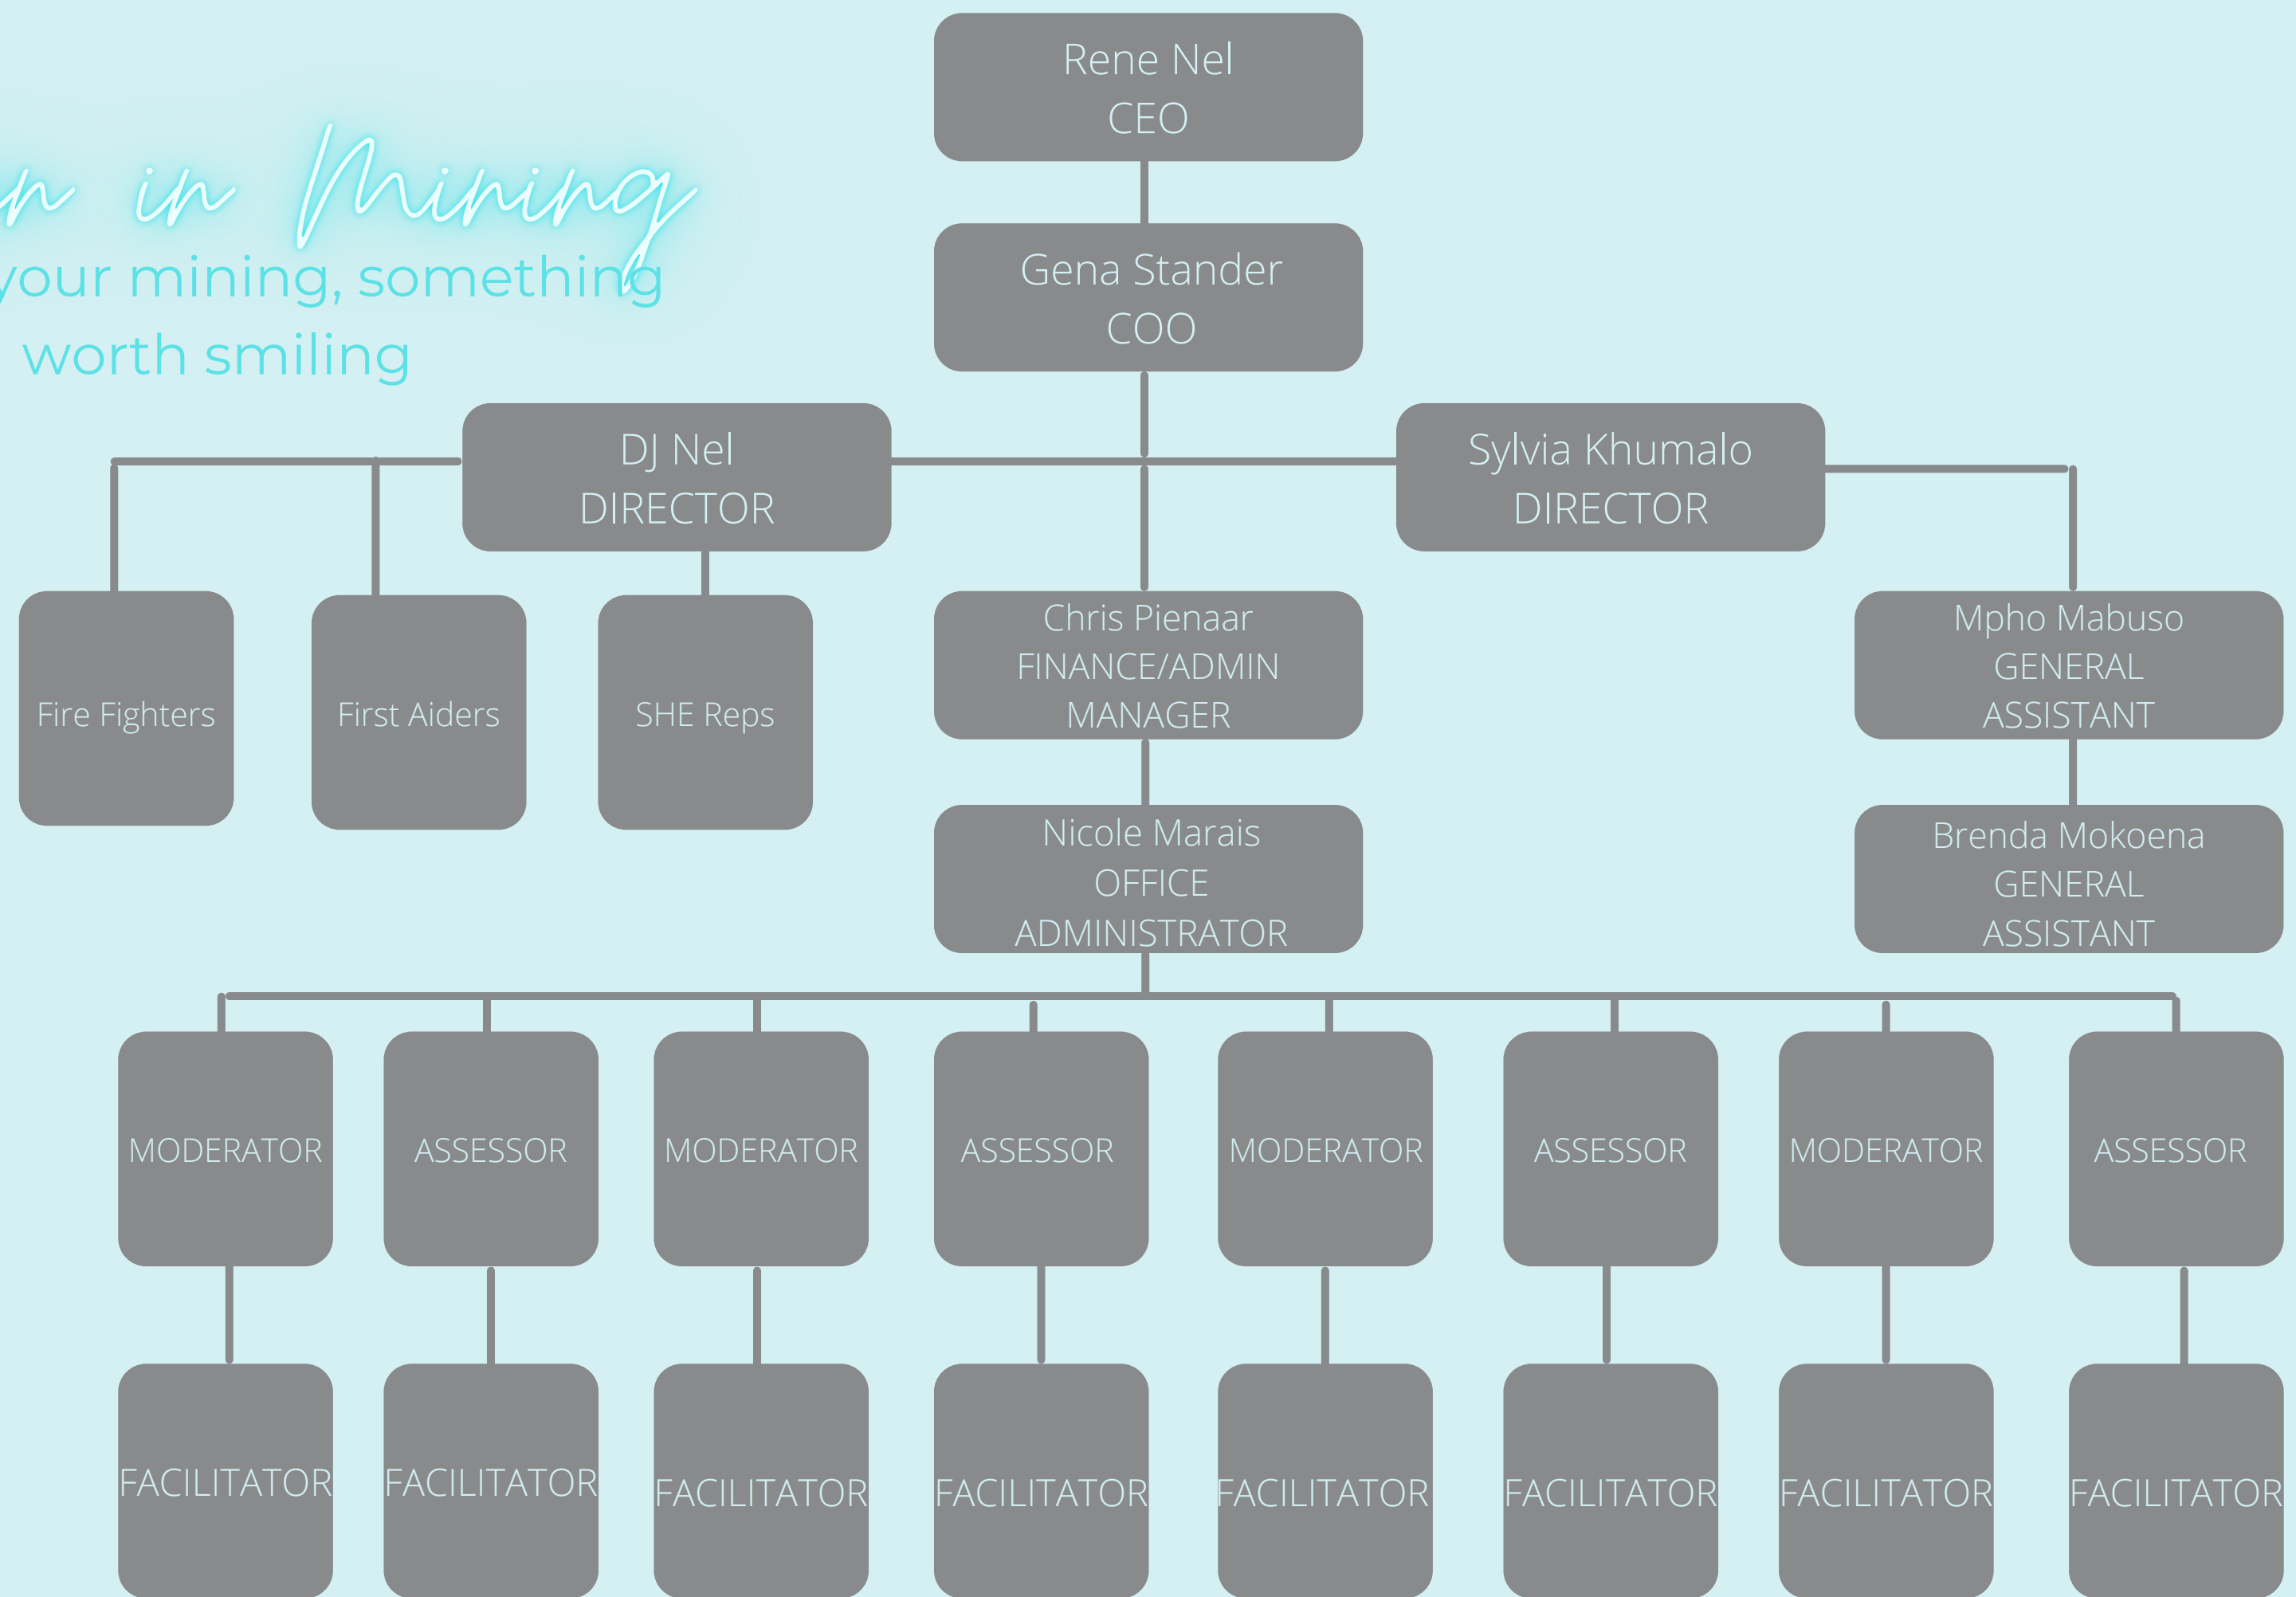 Rene Nel
CEO
in Mining
your mining, something
worth smiling
Gena Stander
COO
DJ Nel
DIRECTOR
Sylvia Khumalo
DIRECTOR
Fire Fighters
First Aiders
SHE Reps
Chris Pienaar
FINANCE/ADMIN
MANAGER
Mpho Mabuso
GENERAL
ASSISTANT
Nicole Marais
OFFICE
ADMINISTRATOR
Brenda Mokoena
GENERAL
ASSISTANT
MODERATOR
ASSESSOR
MODERATOR
ASSESSOR
MODERATOR
ASSESSOR
MODERATOR
ASSESSOR
FACILITATOR
FACILITATOR
FACILITATOR
FACILITATOR
FACILITATOR
FACILITATOR
FACILITATOR
FACILITATOR